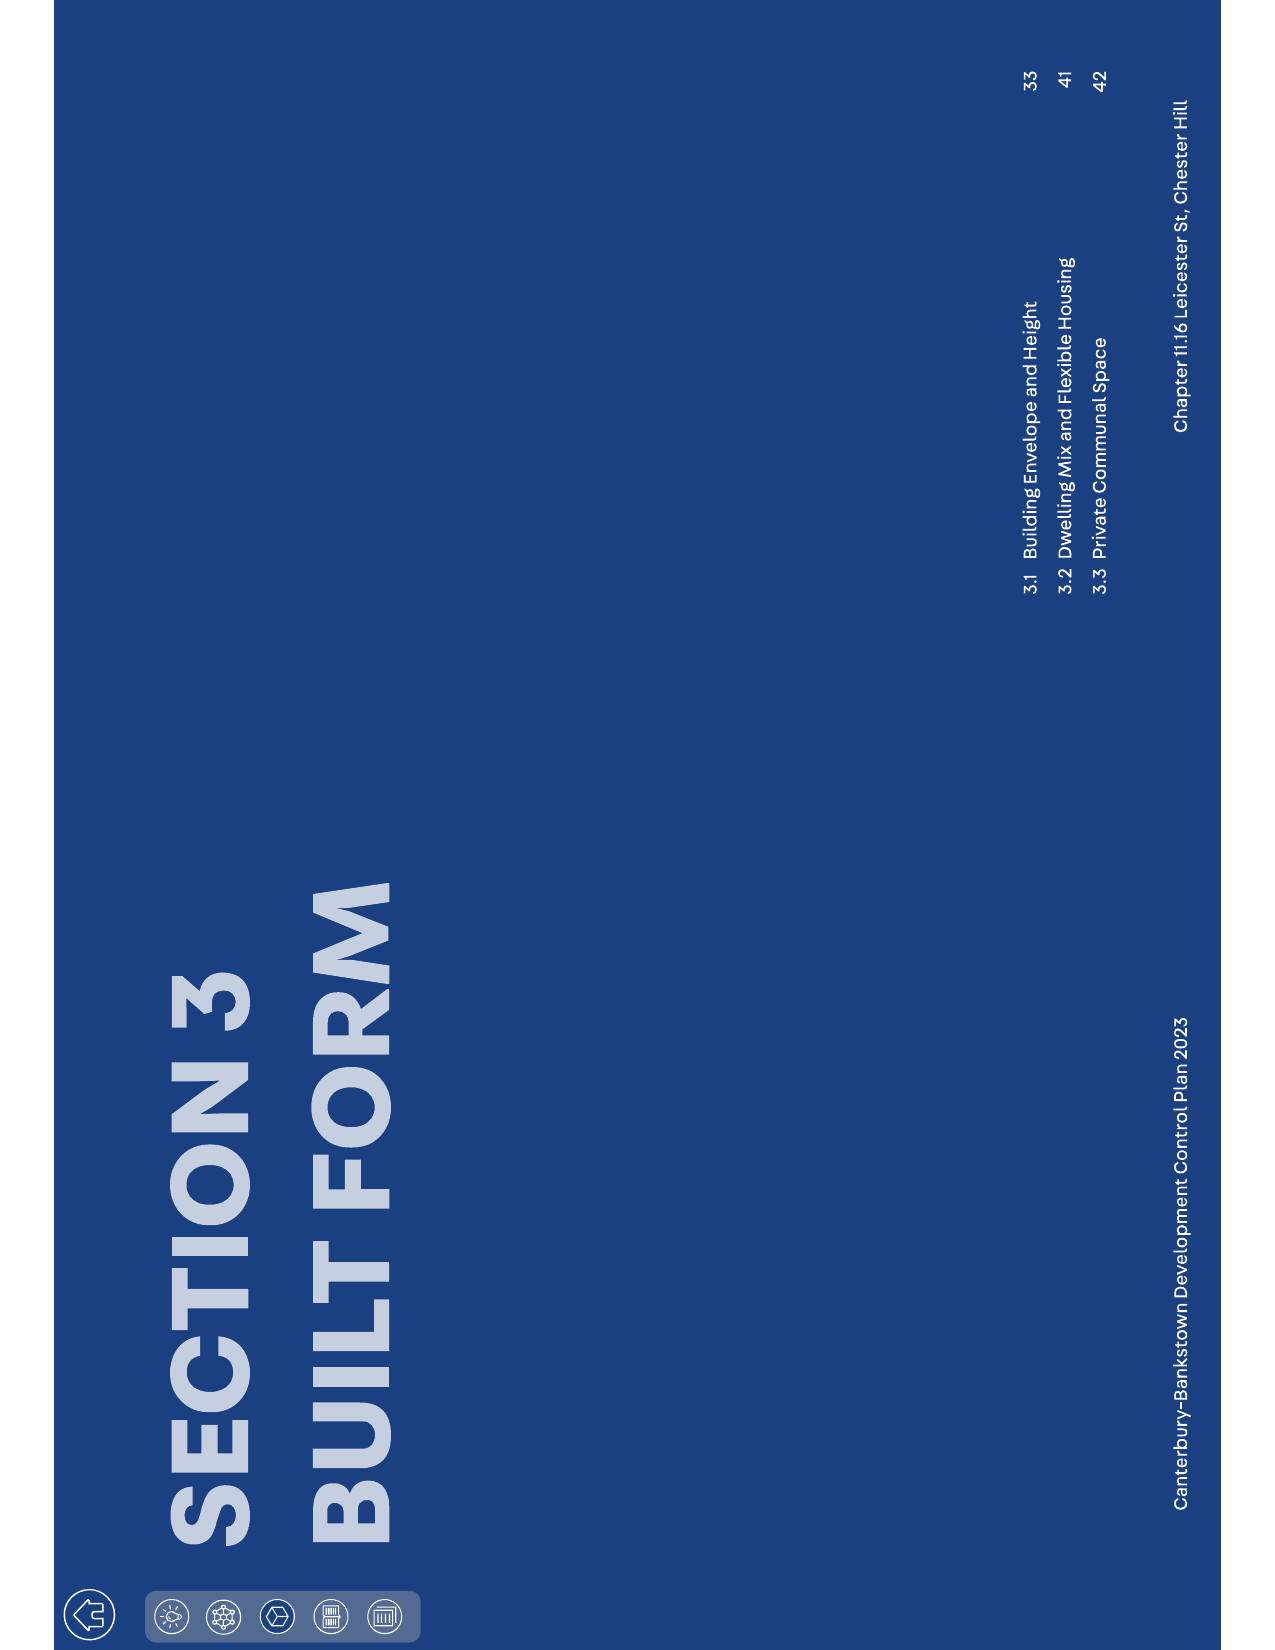 SECTION 3
BUILT FORM
3.1 Building Envelope and Height 33
3.2 Dwelling Mix and Flexible Housing 41
3.3 Private Communal Space 42
Canterbury-Bankstown Development Control Plan 2023
Chapter 11.16 Leicester St, Chester Hill